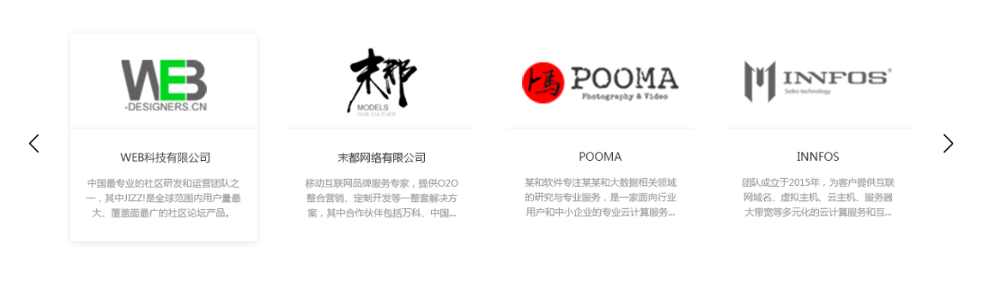 WEB
-DESIGNERS.CN
WEB科技有限公司
中国最专业的社区研发和运营团队之
一，其中JIZZ!是全球范围内用户量最
大、覆盖面最广的社区论坛产品。
末那
MODELS
OUR CULTUER
末都网络有限公司
移动互联网品牌服务专家，提供O2O
整合营销、定制开发等一整套解决方
案，其中合作伙伴包括万科、中国...
POOMA
Photography & Video
POOMA
某和软件专注某某和大数据相关领域
的研究与专业服务，是一家面向行业
用户和中小企业的专业云计算服务...
INNFOS
Seiko technology
INNFOS
团队成立于2015年，为客户提供互联
网域名、虚拟主机、云主机、服务器
大带宽等多元化的云计算服务和互...